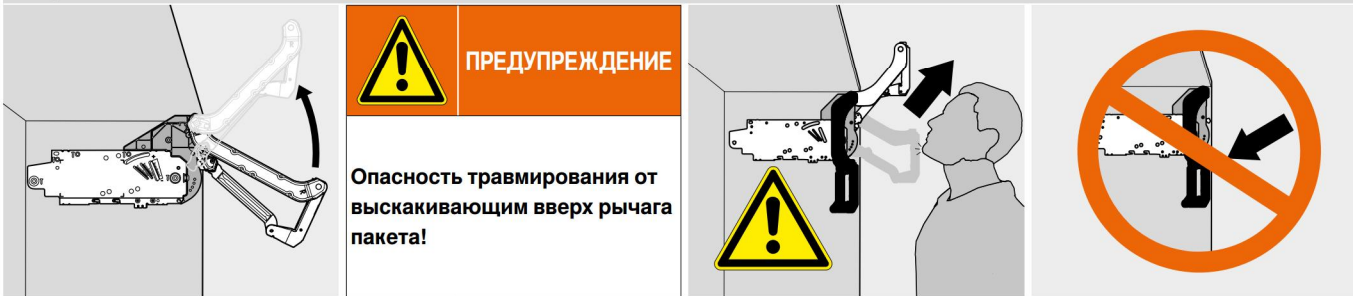 ПРЕДУПРЕЖДЕНИЕ
Опасность травмирования от
выскакивающим вверх рычага
пакета!